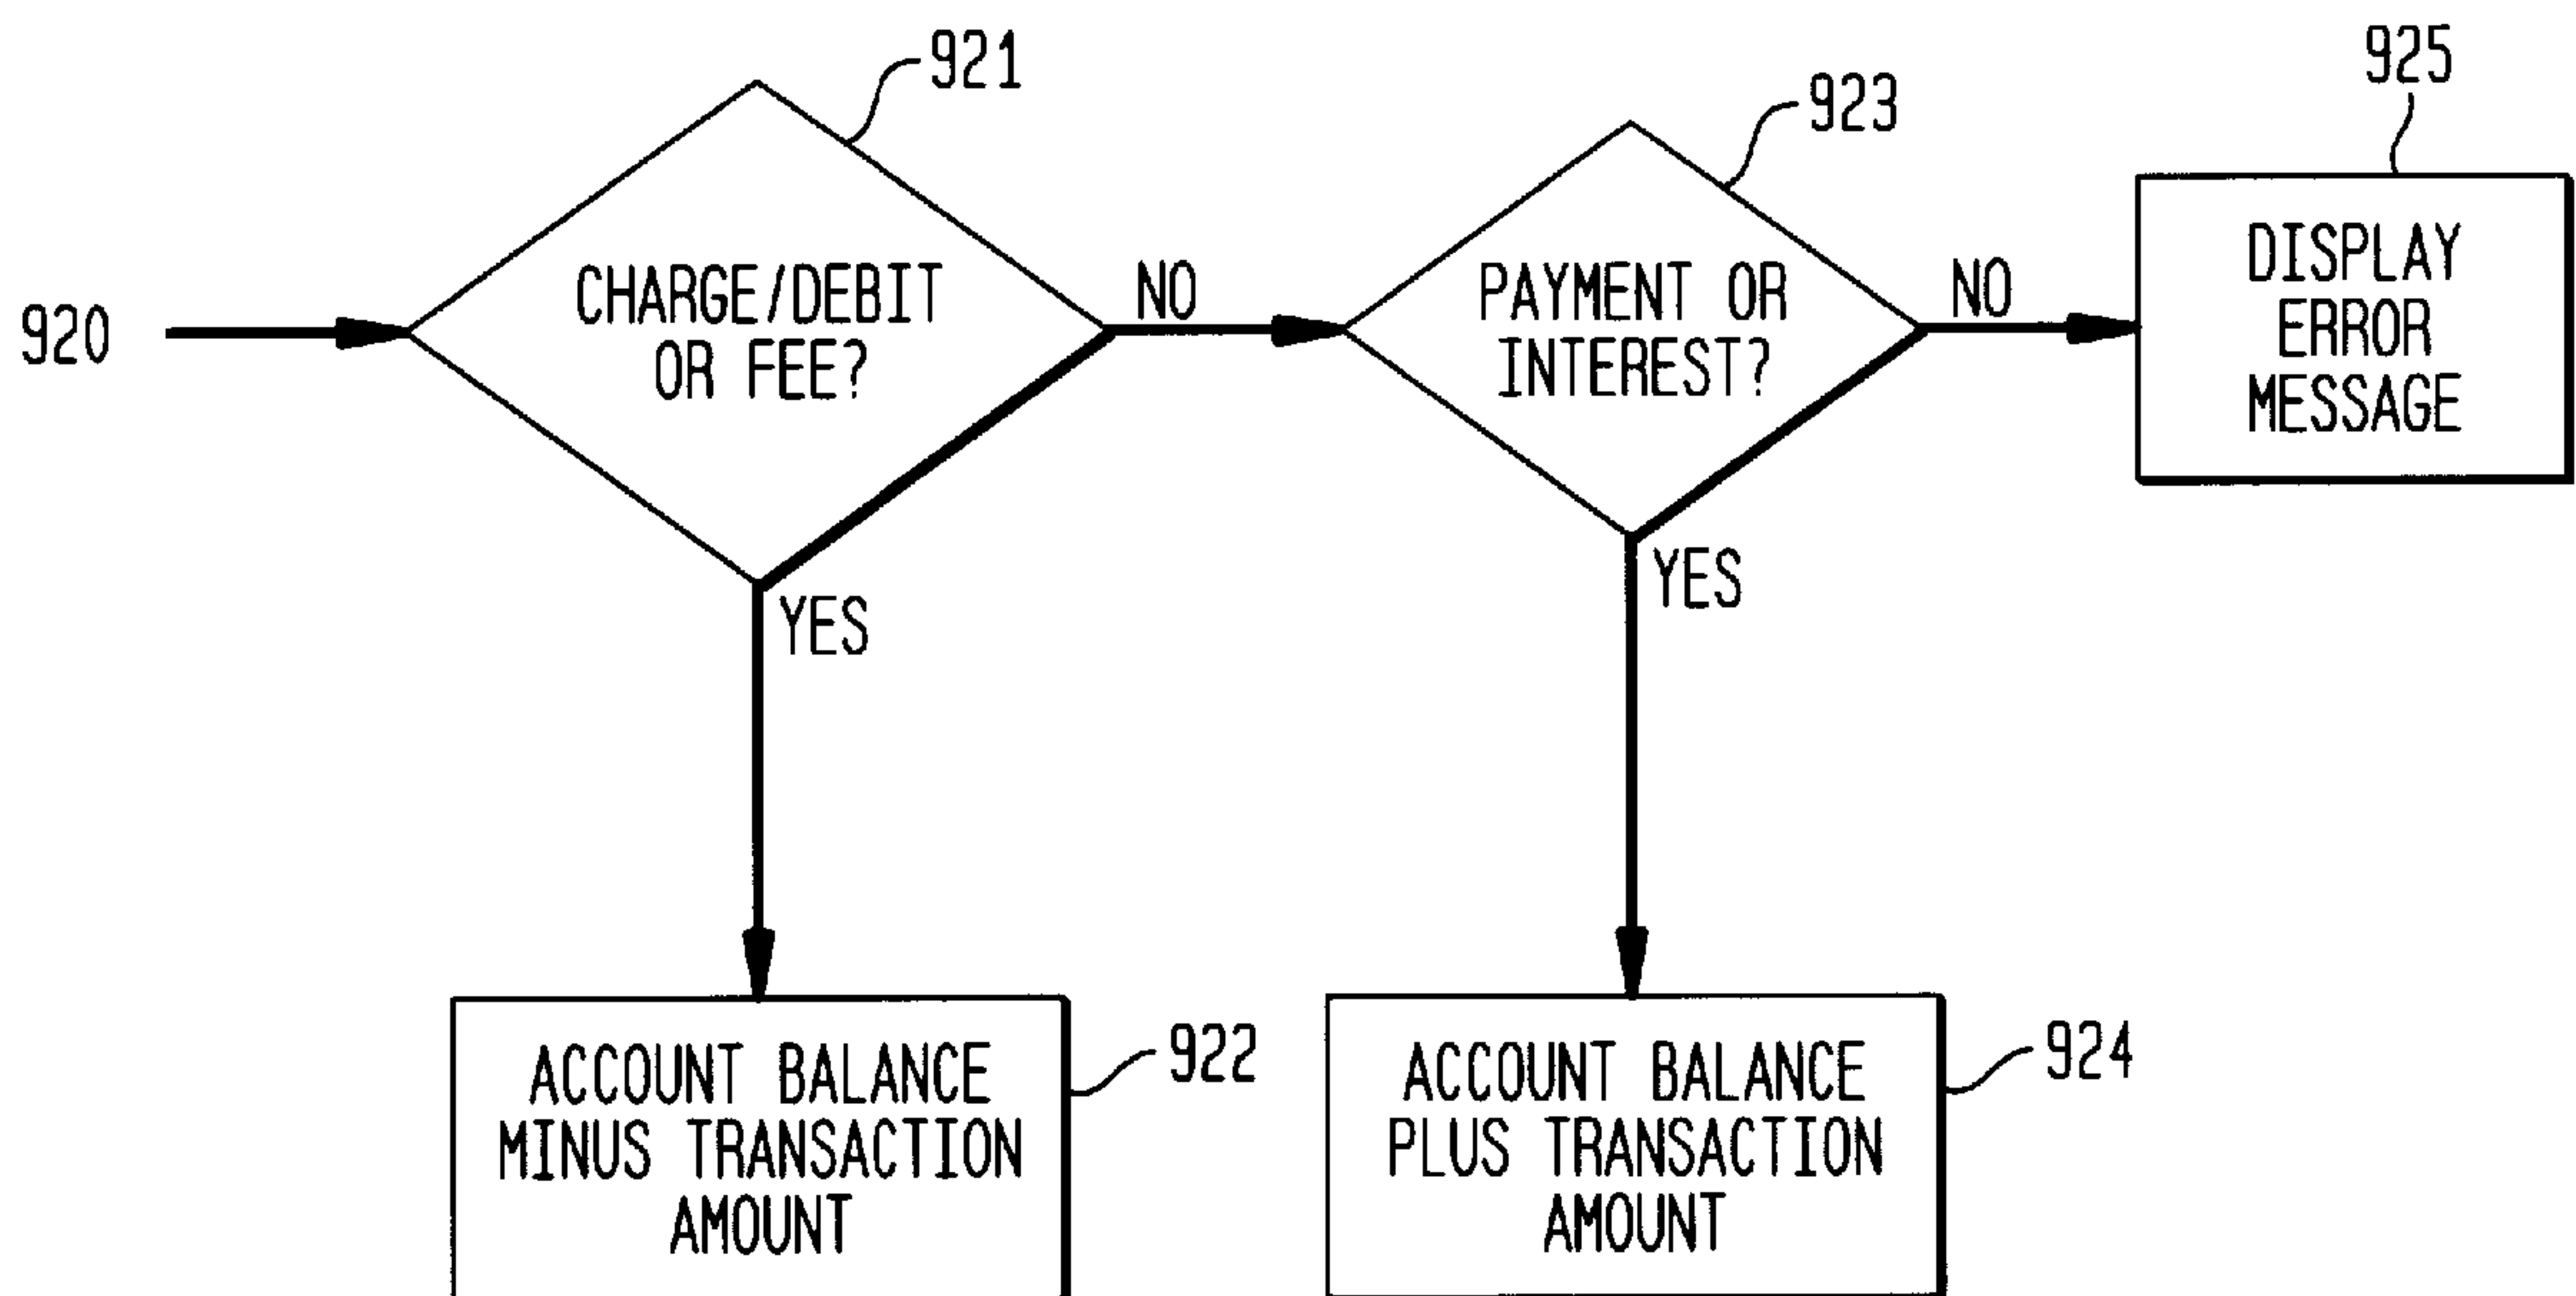 920
921
CHARGE/DEBIT
OR FEE?
NO
YES
923
PAYMENT OR
INTEREST?
NO
YES
925
DISPLAY
ERROR
MESSAGE
ACCOUNT BALANCE
MINUS TRANSACTION
AMOUNT
922
ACCOUNT BALANCE
PLUS TRANSACTION
AMOUNT
924